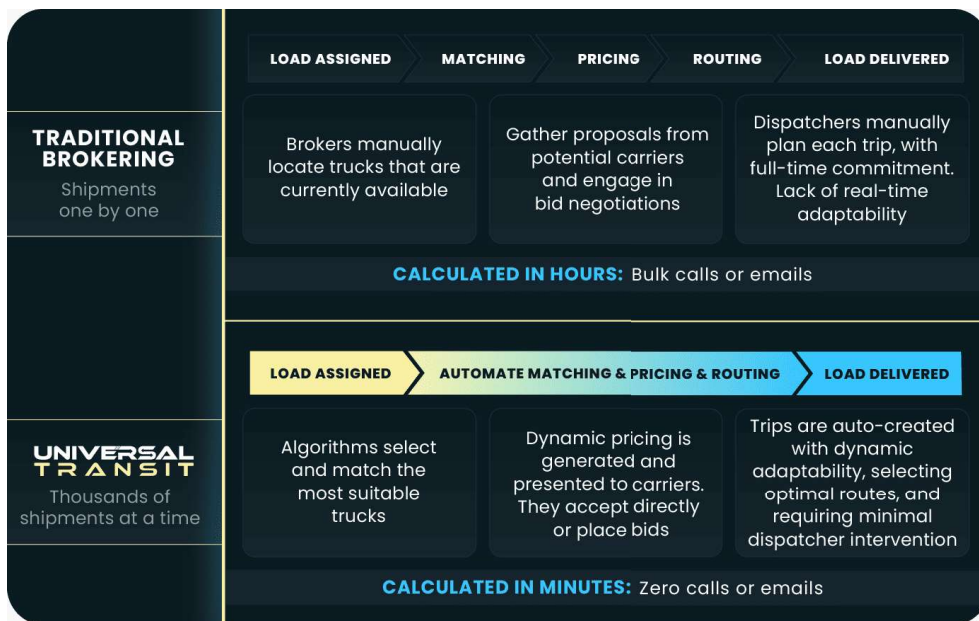 LOAD ASSIGNED MATCHING PRICING ROUTING LOAD DELIVERED
TRADITIONAL
BROKERING
Shipments
one by one
Brokers manually
locate trucks that are
currently available
Gather proposals from
potential carriers
and engage in
bid negotiations
Dispatchers manually
plan each trip, with
full-time commitment.
Lack of real-time
adaptability
CALCULATED IN HOURS: Bulk calls or emails
LOAD ASSIGNED AUTOMATE MATCHING & PRICING & ROUTING LOAD DELIVERED
UNIVERSAL
TRANSIT
Thousands of
shipments at a time
Algorithms select
and match the
most suitable
trucks
Dynamic pricing is
generated and
presented to carriers.
They accept directly
or place bids
Trips are auto-created
with dynamic
adaptability, selecting
optimal routes, and
requiring minimal
dispatcher intervention
CALCULATED IN MINUTES: Zero calls or emails